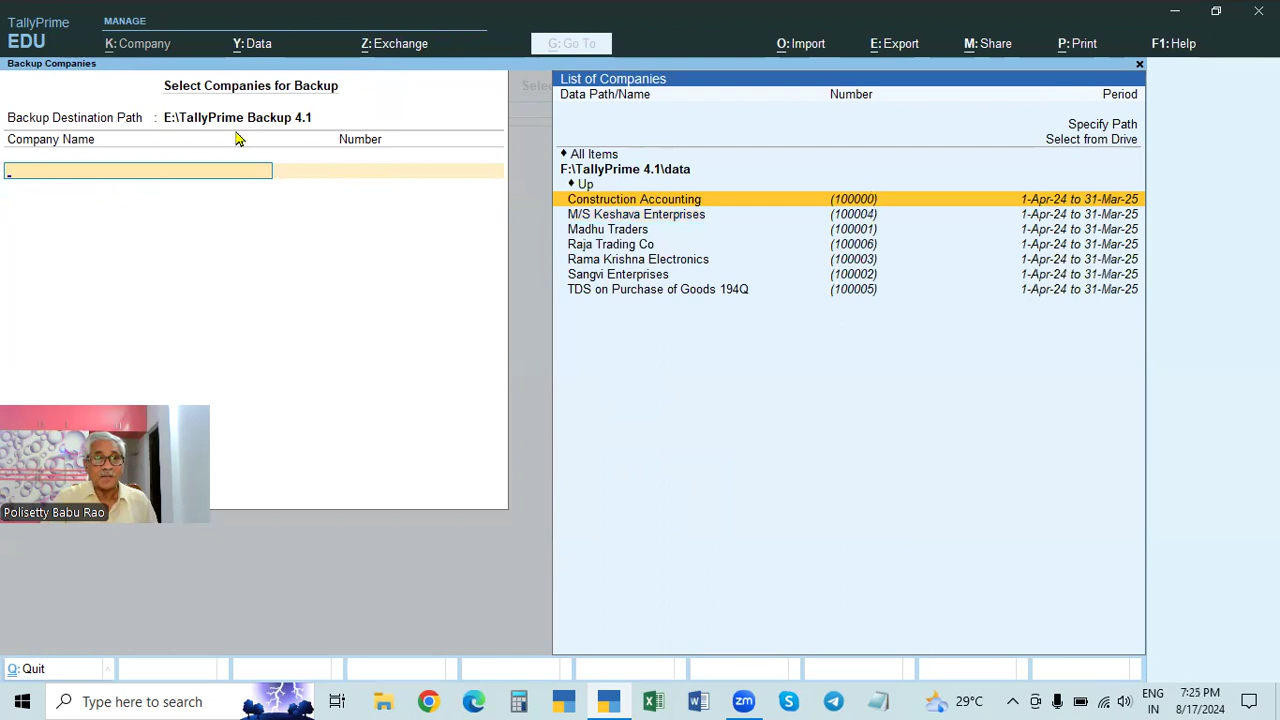 TallyPrime
EDU
MANAGE
K: Company
Y: Data
Z: Exchange
G: Go To
O: Import
E: Export
M: Share
P: Print
F1: Help
Backup Companies
Select Companies for Backup
Backup Destination Path : E:\TallyPrime Backup 4.1
Company Name Number
Selec
List of Companies
Data Path/Name Number Period
Specify Path
Select from Drive
♦ All Items
F:\TallyPrime 4.1\data
♦ Up
Construction Accounting (100000) 1-Apr-24 to 31-Mar-25
M/S Keshava Enterprises (100004) 1-Apr-24 to 31-Mar-25
Madhu Traders (100001) 1-Apr-24 to 31-Mar-25
Raja Trading Co (100006) 1-Apr-24 to 31-Mar-25
Rama Krishna Electronics (100003) 1-Apr-24 to 31-Mar-25
Sangvi Enterprises (100002) 1-Apr-24 to 31-Mar-25
TDS on Purchase of Goods 194Q (100005) 1-Apr-24 to 31-Mar-25
Polisetty Babu Rao
Q: Quit
Type here to search
29°C
ENG
IN
7:25 PM
8/17/2024